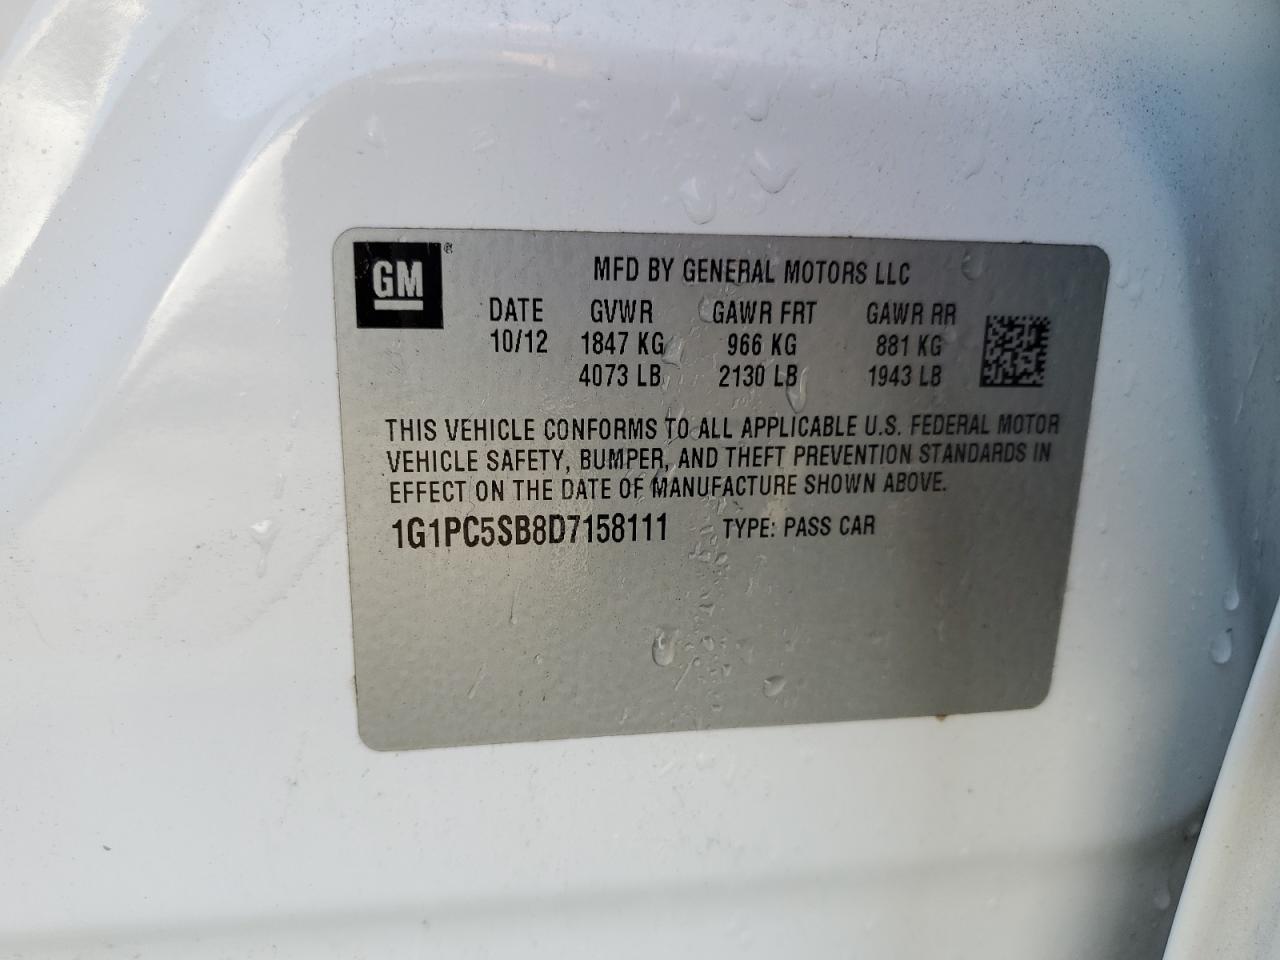 GM®
MFD BY GENERAL MOTORS LLC
DATE GVWR GAWR FRT GAWR RR
10/12 1847 KG 966 KG 881 KG
4073 LB 2130 LB 1943 LB
THIS VEHICLE CONFORMS TO ALL APPLICABLE U.S. FEDERAL MOTOR
VEHICLE SAFETY, BUMPER, AND THEFT PREVENTION STANDARDS IN
EFFECT ON THE DATE OF MANUFACTURE SHOWN ABOVE.
1G1PC5SB8D7158111 TYPE: PASS CAR